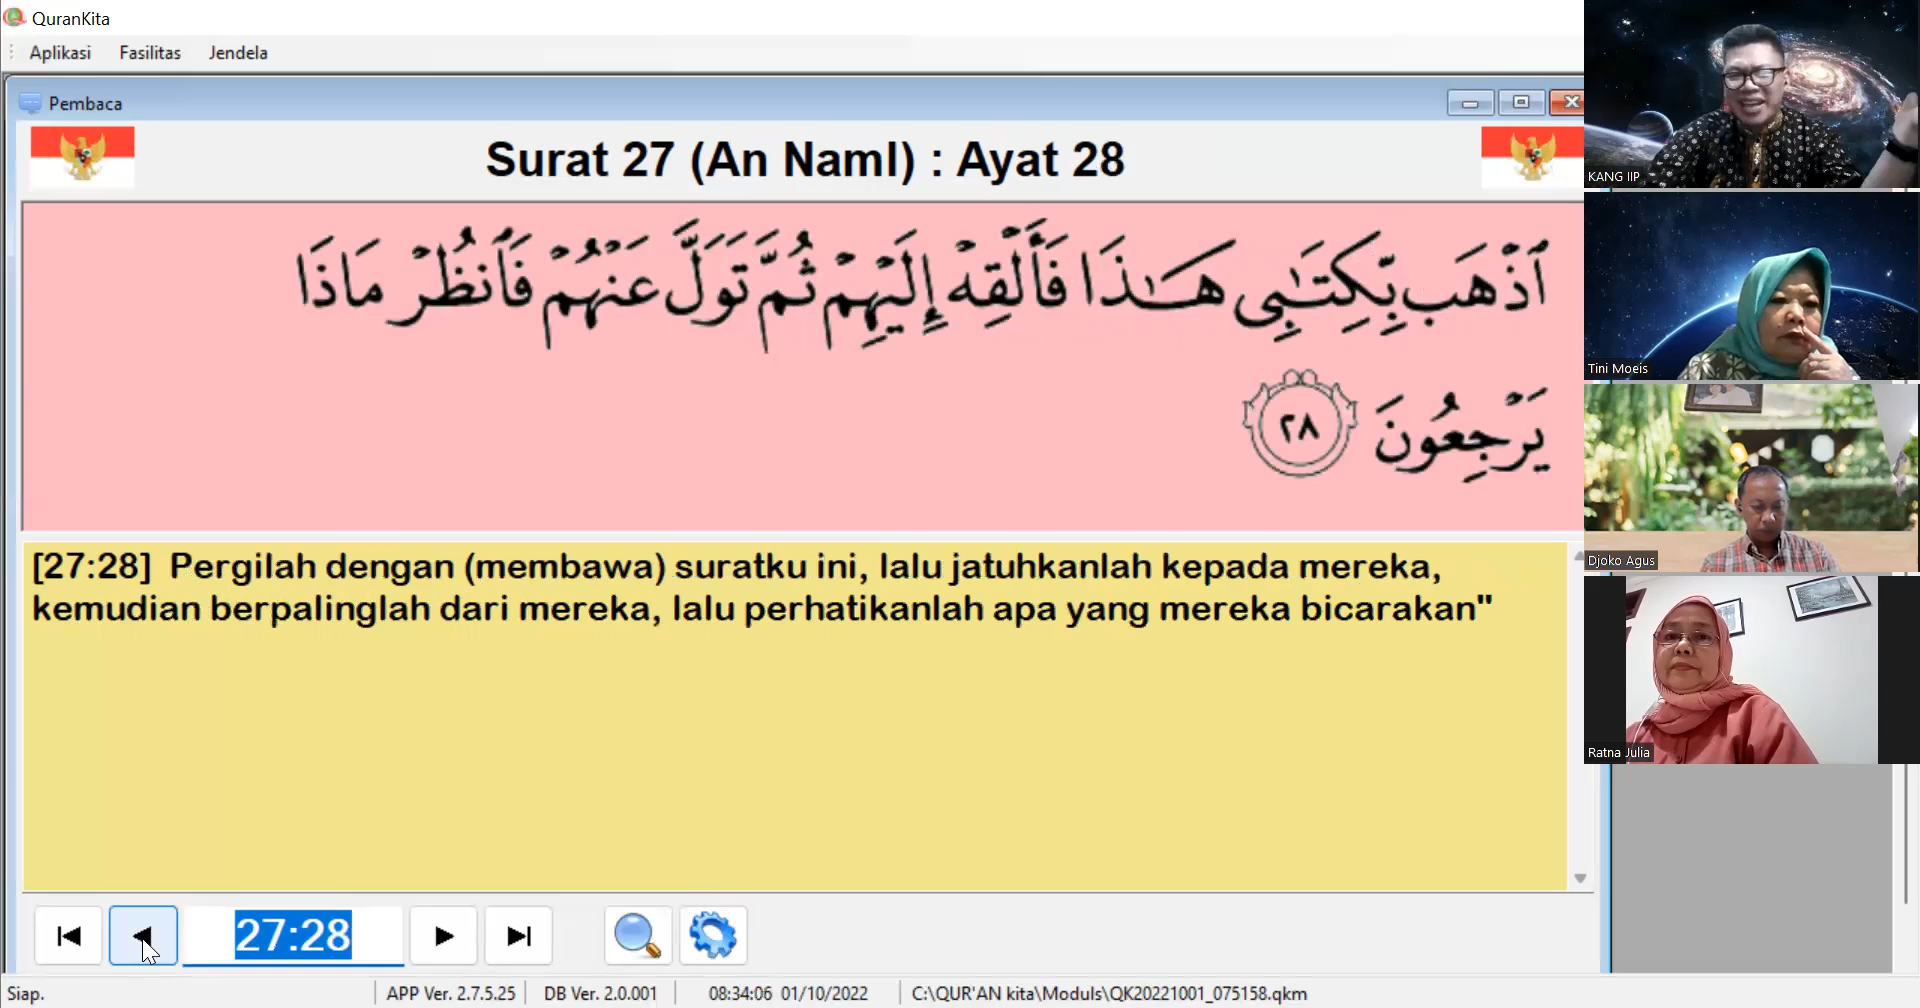 QuranKita
Aplikasi Fasilitas Jendela
Pembaca
Surat 27 (An Naml) : Ayat 28
ٱذْهَب بِّكِتَـٰبِى هَـٰذَا فَأَلْقِهْ إِلَيْهِمْ ثُمَّ تَوَلَّ عَنْهُمْ فَٱنظُرْ مَاذَا
يَرْجِعُونَ ٢٨
[27:28] Pergilah dengan (membawa) suratku ini, lalu jatuhkanlah kepada mereka,
kemudian berpalinglah dari mereka, lalu perhatikanlah apa yang mereka bicarakan"
27:28
Siap. APP Ver. 2.7.5.25 DB Ver. 2.0.001 08:34:06 01/10/2022 C:\QUR'AN kita\Moduls\QK20221001_075158.qkm
KANG IIP
Tini Moeis
Djoko Agus
Ratna Julia